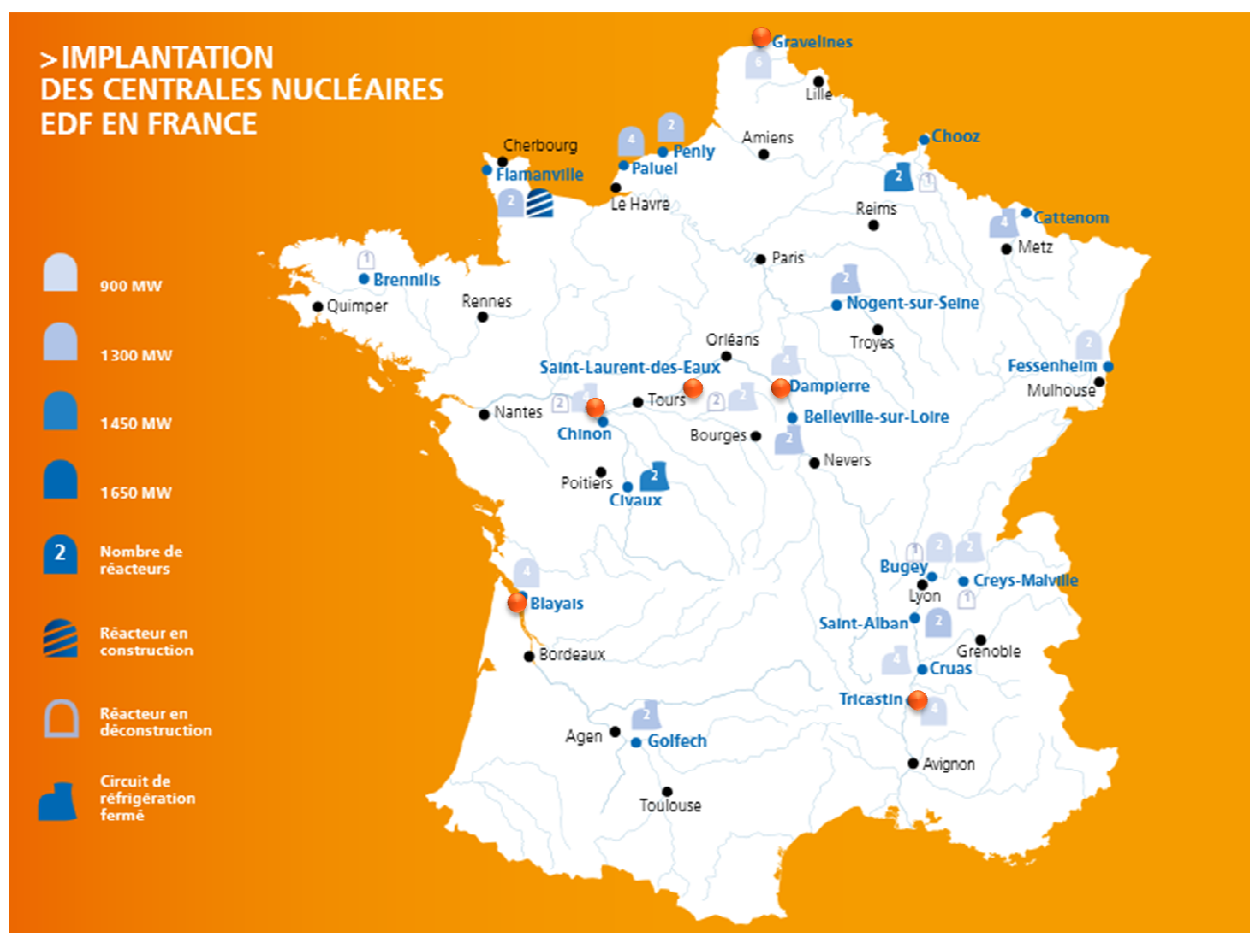 > IMPLANTATION
DES CENTRALES NUCLÉAIRES
EDF EN FRANCE
900 MW
1300 MW
1450 MW
1650 MW
2
Nombre de
réacteurs
Réacteur en
construction
Réacteur en
déconstruction
Circuit de
réfrigération
fermé
Gravelines
6
Lille
Cherbourg
Flamanville
2
4
Paluel
2
Penly
Le Havre
Amiens
Chooz
2
1
Reims
Cattenom
4
Metz
Paris
1
Brennilis
Quimper
Rennes
2
Nogent-sur-Seine
Troyes
Orléans
Saint-Laurent-des-Eaux
4
Dampierre
2
Fessenheim
Mulhouse
Nantes
2
4
Chinon
Tours
2
2
Bourges
Belleville-sur-Loire
2
Nevers
Poitiers
2
Civaux
4
Blayais
Bordeaux
1
2
2
Bugey
Lyon
Creys-Malville
1
Saint-Alban
2
Grenoble
4
Cruas
Tricastin
4
Agen
2
Golfech
Avignon
Toulouse